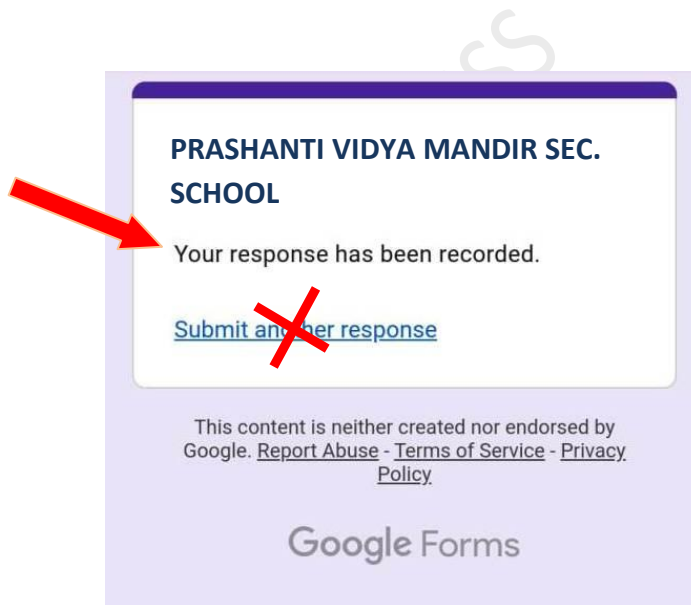 PRASHANTI VIDYA MANDIR SEC.
SCHOOL
Your response has been recorded.
Submit another response
This content is neither created nor endorsed by
Google. Report Abuse - Terms of Service - Privacy
Policy
Google Forms